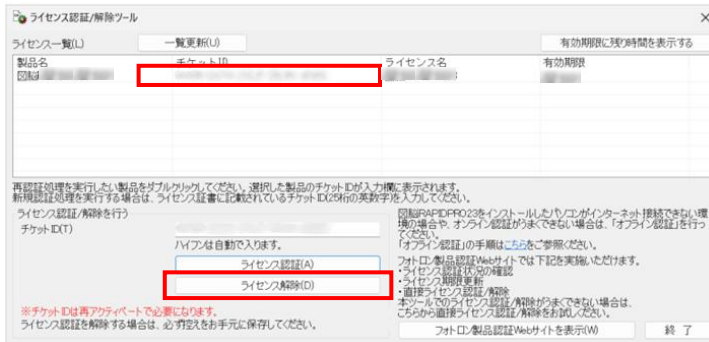 ライセンス認証/解除ツール
ライセンス一覧(L)
一覧更新(U)
有効期限に残り時間を表示する
製品名
チケットID
ライセンス名
有効期限
図脳
再認証処理を実行したい製品をダブルクリックしてください。選択した製品のチケットIDが入力欄に表示されます。
新規認証処理を実行する場合は、ライセンス証書に記載されているチケットID(25桁の英数字)を入力してください。
ライセンス認証/解除を行う
チケットID(T)
ハイフンは自動で入ります。
ライセンス認証(A)
ライセンス解除(D)
※チケットIDは再アクティベートで必要になります。
ライセンス認証を解除する場合は、必ず控えをお手元に保存してください。
図脳RAPIDPRO23をインストールしたパソコンがインターネット接続できない環
境の場合や、オンライン認証がうまくできない場合は、「オフライン認証」を行っ
てください。
「オフライン認証」の手順はこちらをご参照ください。
フォトロン製品認証Webサイトでは下記を実施いただけます。
・ライセンス認証状況の確認
・ライセンス期限更新
・直接ライセンス認証/解除
本ツールでのライセンス認証/解除がうまくできない場合は、
こちらから直接ライセンス認証/解除をお試しください。
フォトロン製品認証Webサイトを表示(W)
終 了